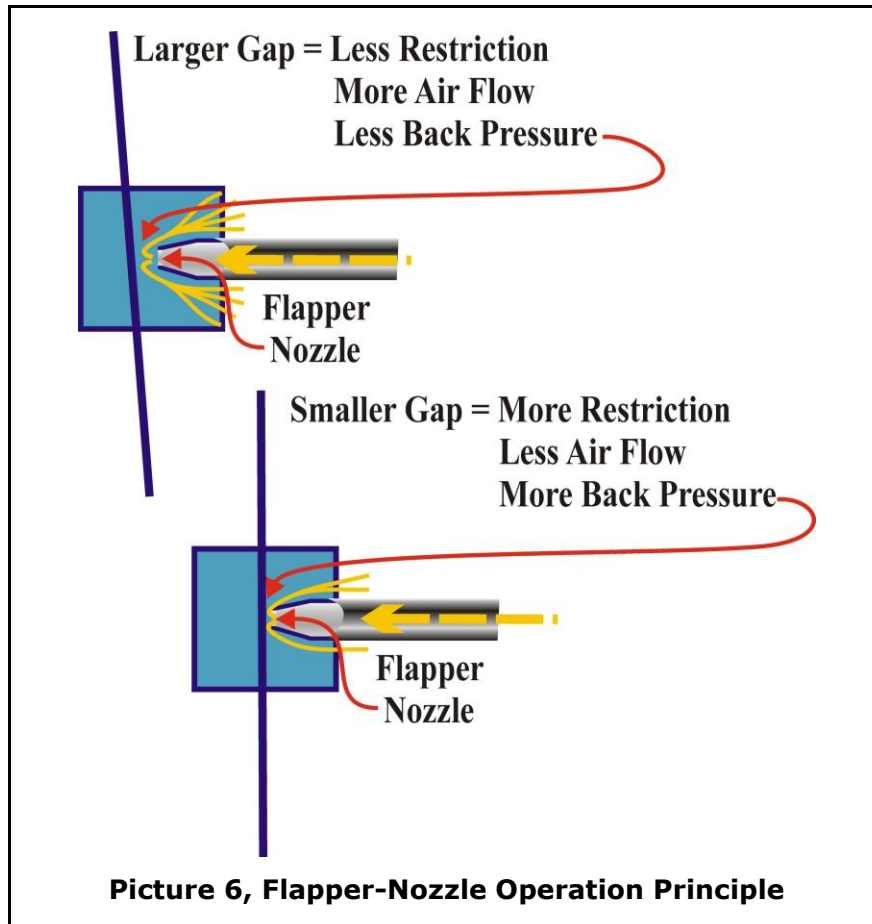 Larger Gap = Less Restriction
More Air Flow
Less Back Pressure
Flapper
Nozzle
Smaller Gap = More Restriction
Less Air Flow
More Back Pressure
Flapper
Nozzle
Picture 6, Flapper-Nozzle Operation Principle